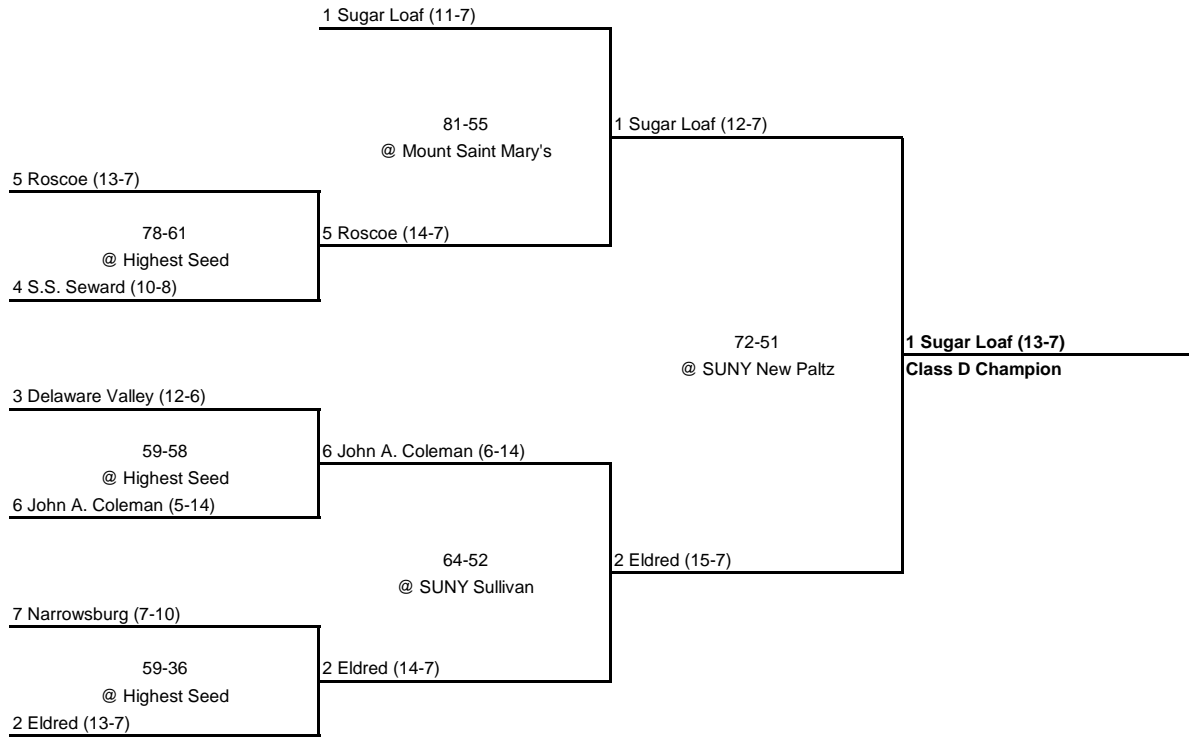 1 Sugar Loaf (11-7)
81-55
@ Mount Saint Mary's
1 Sugar Loaf (12-7)
5 Roscoe (13-7)
78-61
@ Highest Seed
5 Roscoe (14-7)
4 S.S. Seward (10-8)
72-51
@ SUNY New Paltz
1 Sugar Loaf (13-7)
Class D Champion
3 Delaware Valley (12-6)
59-58
@ Highest Seed
6 John A. Coleman (6-14)
6 John A. Coleman (5-14)
64-52
@ SUNY Sullivan
2 Eldred (15-7)
7 Narrowsburg (7-10)
59-36
@ Highest Seed
2 Eldred (14-7)
2 Eldred (13-7)